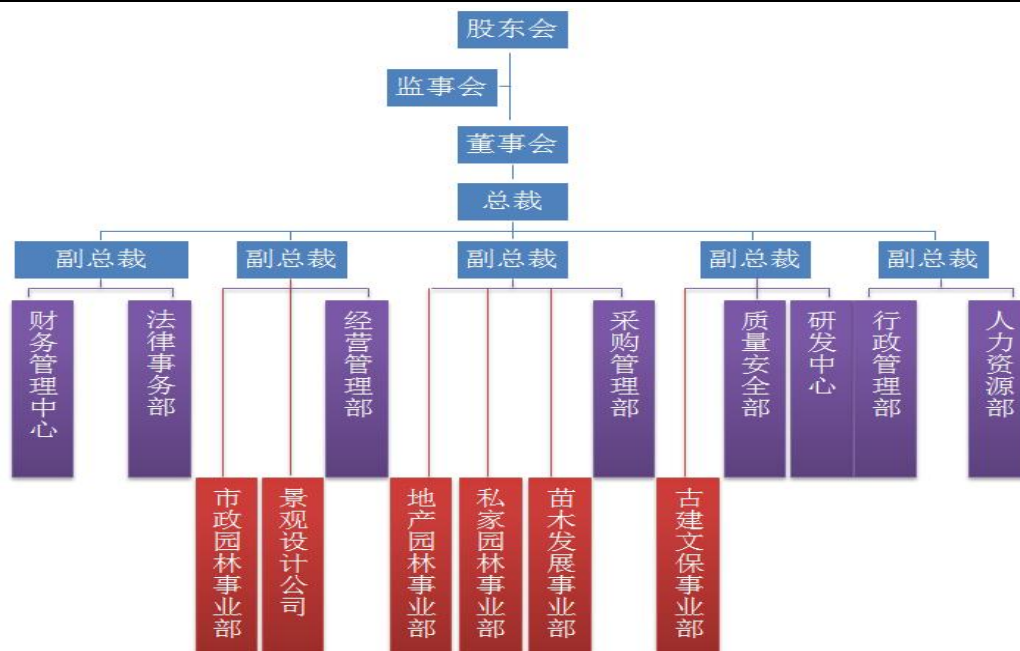 股东会
监事会
董事会
总裁
副总裁
副总裁
副总裁
副总裁
副总裁
财务管理中心
法律事务部
经营管理部
采购管理部
质量安全部
研发中心
行政管理部
人力资源部
市政园林事业部
景观设计公司
地产园林事业部
私家园林事业部
苗木发展事业部
古建文保事业部